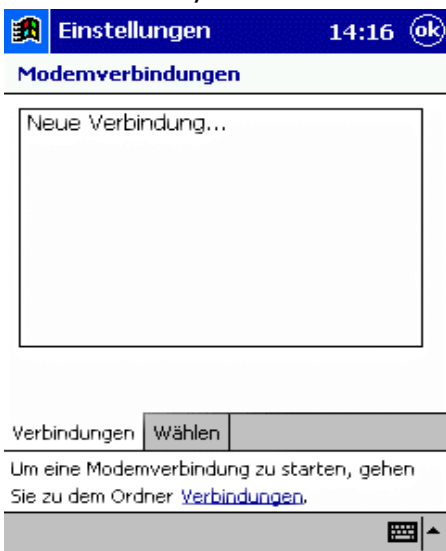 Einstellungen 14:16 ok
Modemverbindungen
Neue Verbindung...
Verbindungen Wählen
Um eine Modemverbindung zu starten, gehen
Sie zu dem Ordner Verbindungen.